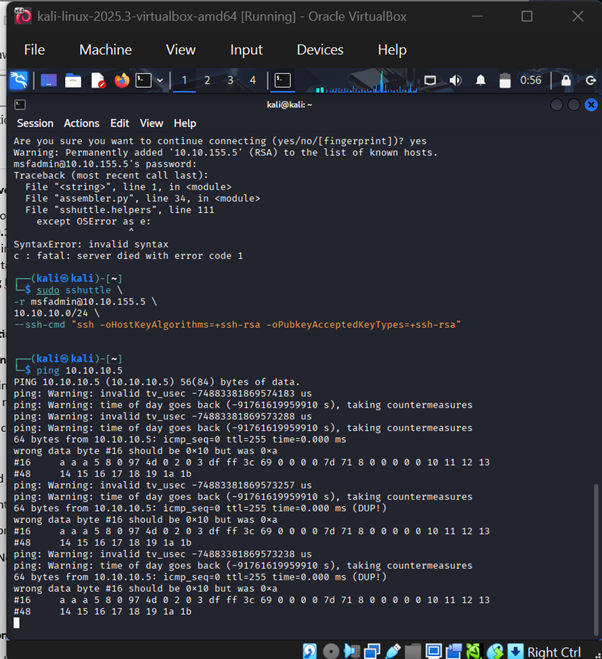 kali-linux-2025.3-virtualbox-amd64 [Running] - Oracle VirtualBox
File Machine View Input Devices Help
1 2 3 4 0:56
kali@kali: ~
Session Actions Edit View Help
Are you sure you want to continue connecting (yes/no/[fingerprint])? yes
Warning: Permanently added '10.10.155.5' (RSA) to the list of known hosts.
msfadmin@10.10.155.5's password:
Traceback (most recent call last):
File "<string>", line 1, in <module>
File "assembler.py", line 34, in <module>
File "sshuttle.helpers", line 111
except OSError as e:
^
SyntaxError: invalid syntax
c : fatal: server died with error code 1
┌──(kali㉿kali)-[~]
└─$ sudo sshuttle \
-r msfadmin@10.10.155.5 \
10.10.10.0/24 \
--ssh-cmd "ssh -oHostKeyAlgorithms=+ssh-rsa -oPubkeyAcceptedKeyTypes=+ssh-rsa"
┌──(kali㉿kali)-[~]
└─$ ping 10.10.10.5
PING 10.10.10.5 (10.10.10.5) 56(84) bytes of data.
ping: Warning: invalid tv_usec -74883381869574183 us
ping: Warning: time of day goes back (-91761619959910 s), taking countermeasures
ping: Warning: invalid tv_usec -74883381869573288 us
ping: Warning: time of day goes back (-91761619959910 s), taking countermeasures
64 bytes from 10.10.10.5: icmp_seq=0 ttl=255 time=0.000 ms
wrong data byte #16 should be 0×10 but was 0×a
#16 a a a 5 8 0 97 4d 0 2 0 3 df ff 3c 69 0 0 0 0 7d 71 8 0 0 0 0 0 10 11 12 13
#48 14 15 16 17 18 19 1a 1b
ping: Warning: invalid tv_usec -74883381869573257 us
ping: Warning: time of day goes back (-91761619959910 s), taking countermeasures
64 bytes from 10.10.10.5: icmp_seq=0 ttl=255 time=0.000 ms (DUP!)
wrong data byte #16 should be 0×10 but was 0×a
#16 a a a 5 8 0 97 4d 0 2 0 3 df ff 3c 69 0 0 0 0 7d 71 8 0 0 0 0 0 10 11 12 13
#48 14 15 16 17 18 19 1a 1b
ping: Warning: invalid tv_usec -74883381869573238 us
ping: Warning: time of day goes back (-91761619959910 s), taking countermeasures
64 bytes from 10.10.10.5: icmp_seq=0 ttl=255 time=0.000 ms (DUP!)
wrong data byte #16 should be 0×10 but was 0×a
#16 a a a 5 8 0 97 4d 0 2 0 3 df ff 3c 69 0 0 0 0 7d 71 8 0 0 0 0 0 10 11 12 13
#48 14 15 16 17 18 19 1a 1b
Right Ctrl